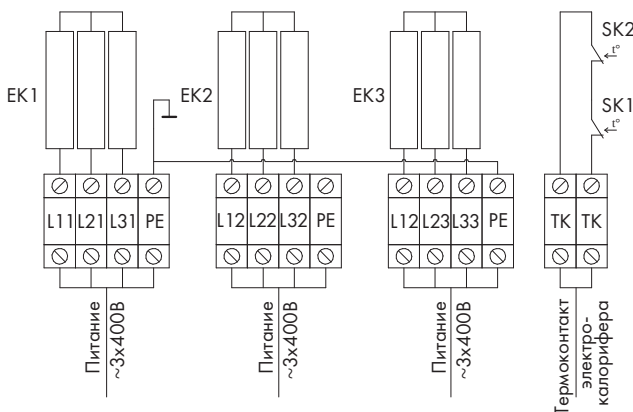 SK2
t°
EK1
EK2
EK3
SK1
t°
L11 L21 L31 PE
L12 L22 L32 PE
L12 L23 L33 PE
TK TK
Питание
~3x400В
Питание
~3x400В
Питание
~3x400В
Термоконтакт
электро-
калорифера